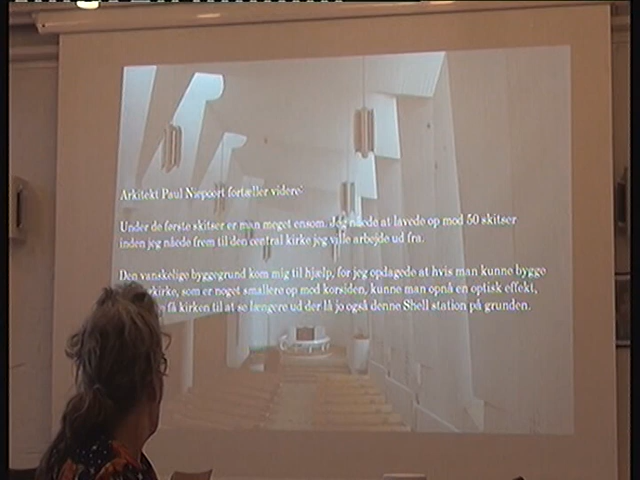 Arkitekt Paul Niepoort fortæller videre:
Under de første skitser er man meget ensom. Jeg nåede at lavede op mod 50 skitser
inden jeg nåede frem til den central kirke jeg ville arbejde ud fra.
Den vanskelige byggegrund kom mig til hjælp, for jeg opdagede at hvis man kunne bygge
kirke, som er noget smallere op mod korsiden, kunne man opnå en optisk effekt,
få kirken til at se længere ud der lå jo også denne Shell station på grunden.